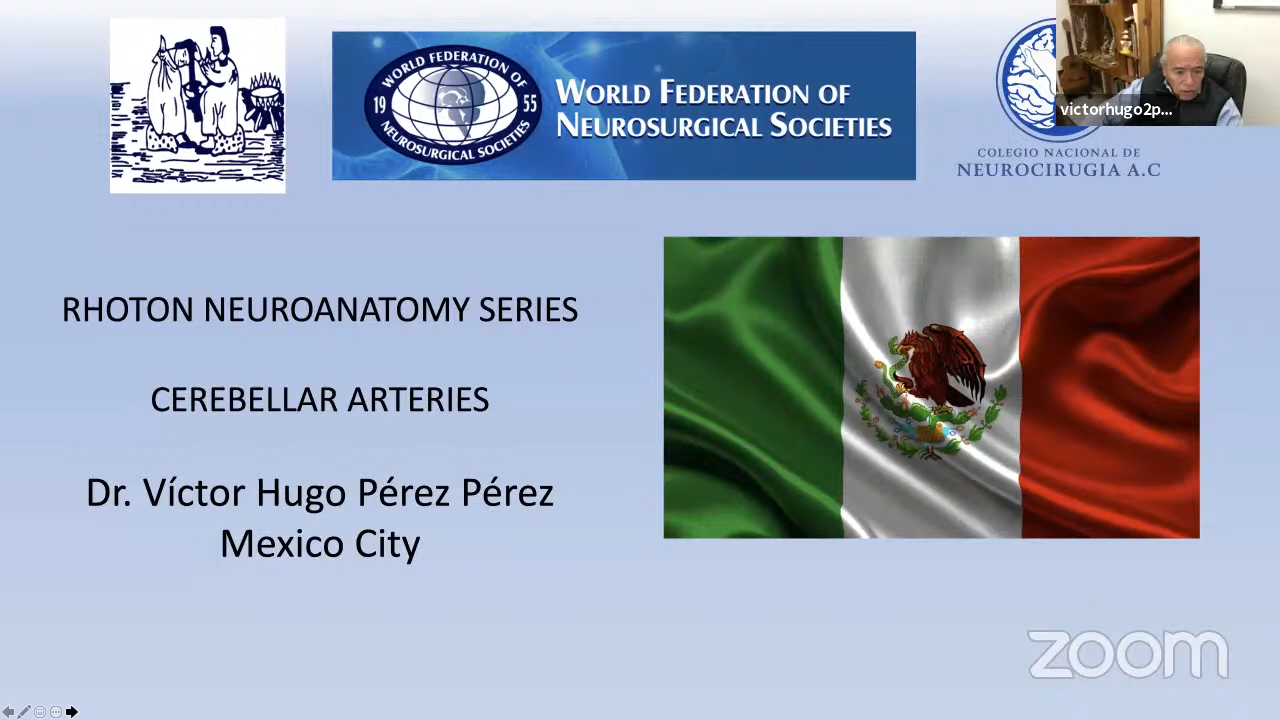 WORLD FEDERATION OF
19 55
NEUROSURGICAL SOCIETIES
WORLD FEDERATION OF
NEUROSURGICAL SOCIETIES
victorhugo2p...
COLEGIO NACIONAL DE
NEUROCIRUGIA A.C
RHOTON NEUROANATOMY SERIES
CEREBELLAR ARTERIES
Dr. Víctor Hugo Pérez Pérez
Mexico City
zoom